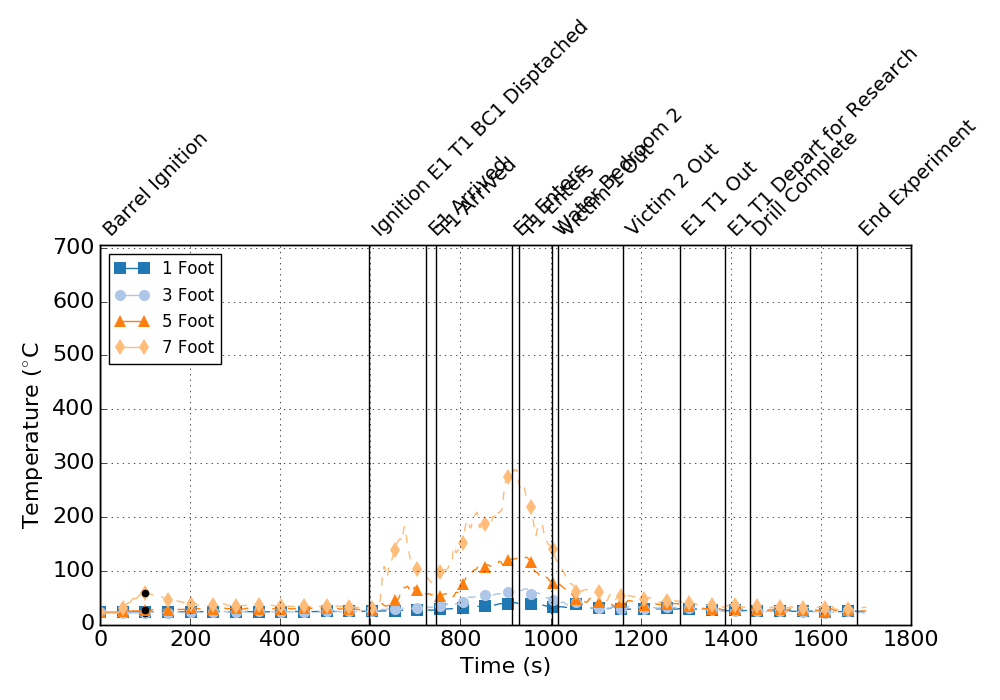 Barrel Ignition
Ignition E1 T1 BC1 Disptached
E1 Arrived
T1 Arrived
E1 Enters
T1 Enters
Water Bedroom 2
Victim 1 Out
Victim 2 Out
E1 T1 Out
E1 T1 Depart for Research
Drill Complete
End Experiment
700
600
500
400
300
200
100
0
Temperature (°C
1 Foot
3 Foot
5 Foot
7 Foot
0 200 400 600 800 1000 1200 1400 1600 1800
Time (s)